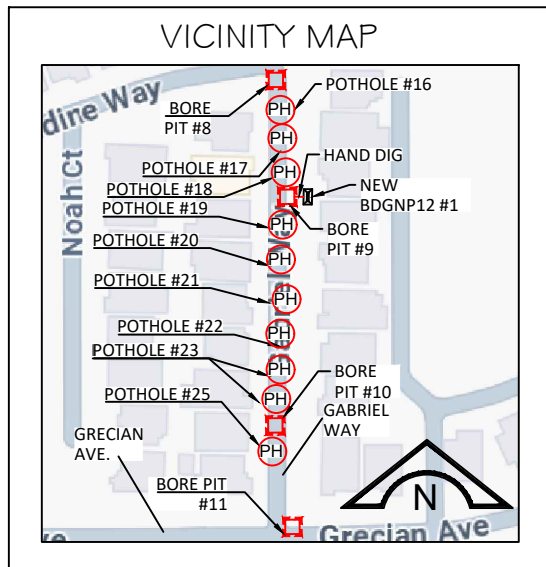 VICINITY MAP
dine Way
BORE
PIT #8
POTHOLE #16
PH
PH
HAND DIG
POTHOLE #17
PH
POTHOLE #18
NEW
BDGNP12 #1
Noah Ct
POTHOLE #19
PH
BORE
PIT #9
POTHOLE #20
PH
POTHOLE #21
PH
POTHOLE #22
PH
POTHOLE #23
PH
BORE
PIT #10
POTHOLE #25
PH
GABRIEL
WAY
PH
GRECIAN
AVE.
BORE PIT
#11
N
Grecian Ave